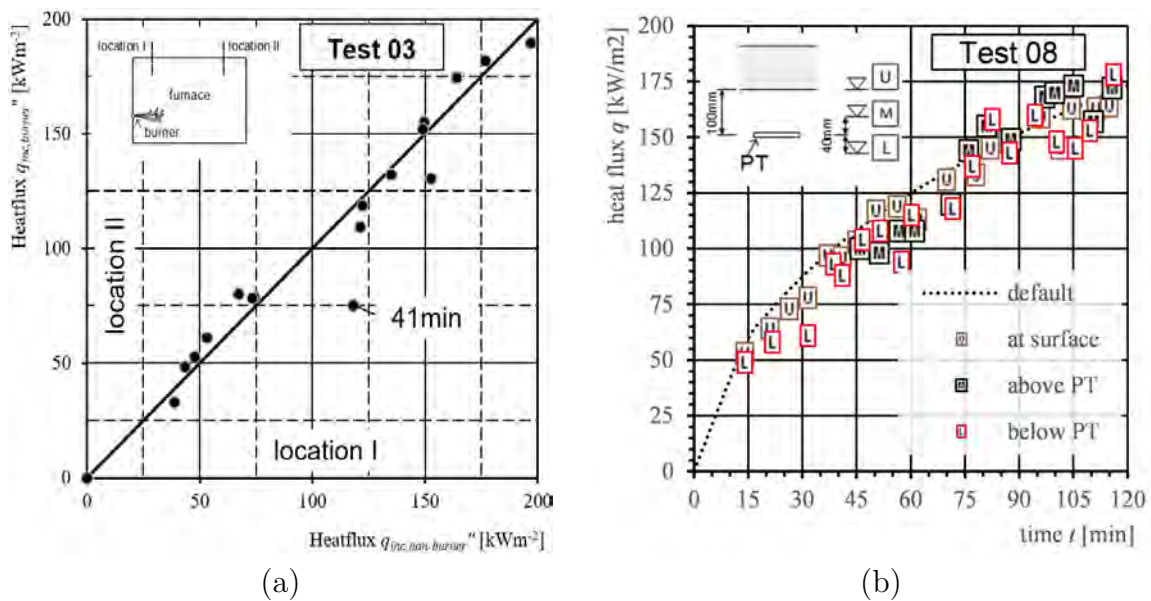 Heatflux q_inc,burner" [kWm-2]
200
150
100
50
0
location I
location II
furnace
burner
Test 03
location II
41min
location I
0
50
100
150
200
Heatflux q_inc,non-burner" [kWm-2]
(a)
heat flux q [kW/m2]
200
175
150
125
100
75
50
25
0
100mm
PT
40mm
U
M
L
Test 08
default
U at surface
M above PT
L below PT
0
15
30
45
60
75
90
105
120
time t [min]
(b)